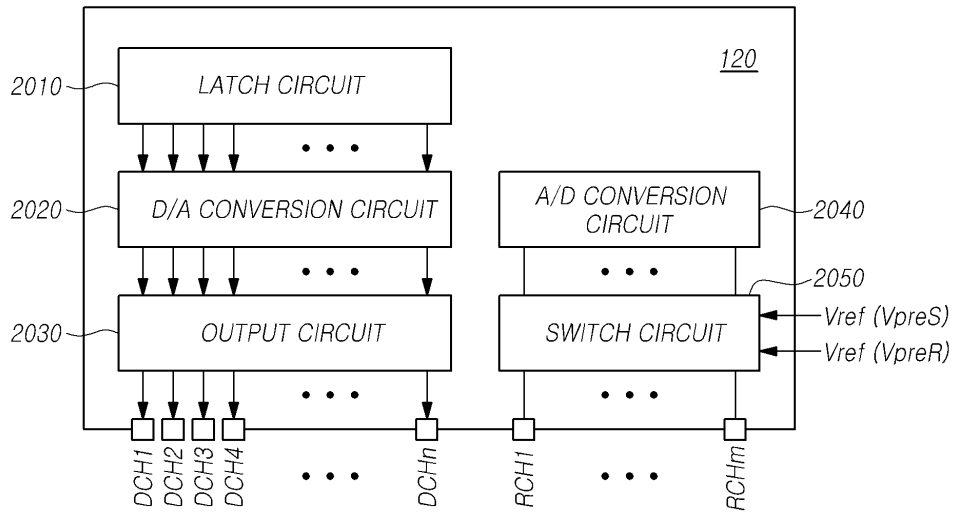 120
2010
LATCH CIRCUIT
2020
D/A CONVERSION CIRCUIT
A/D CONVERSION
CIRCUIT
2040
2050
2030
OUTPUT CIRCUIT
SWITCH CIRCUIT
Vref (VpreS)
Vref (VpreR)
DCH1
DCH2
DCH3
DCH4
DCHn
RCH1
RCHm